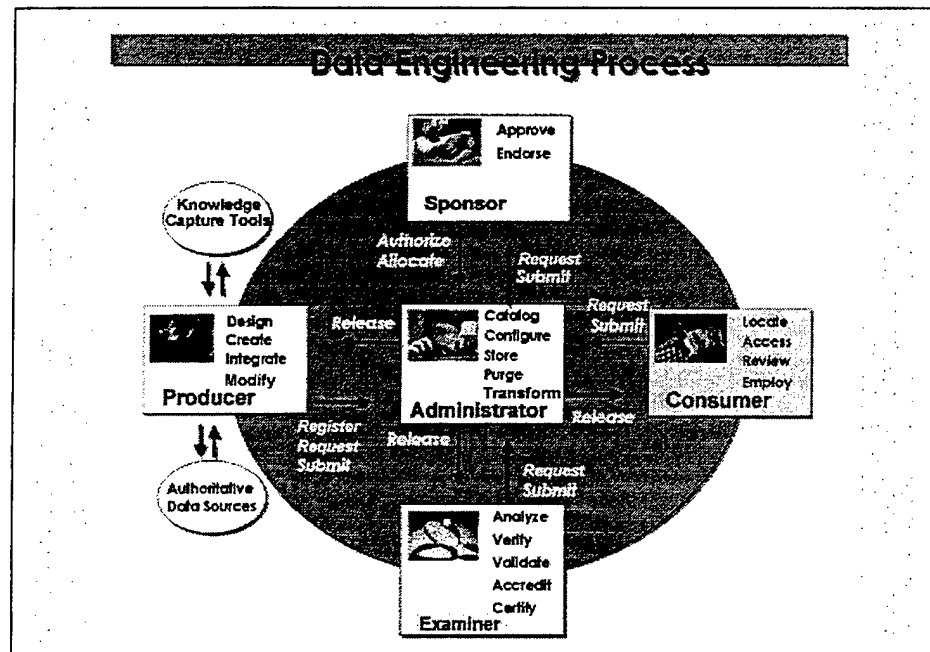 Data Engineering Process
Approve
Endorse
Sponsor
Knowledge
Capture Tools
Authorize
Allocate
Request
Submit
Design
Create
Integrate
Modify
Producer
Release
Catalog
Configure
Store
Purge
Transform
Administrator
Request
Submit
Locate
Access
Review
Employ
Consumer
Register
Request
Submit
Release
Release
Request
Submit
Authoritative
Data Sources
Analyze
Verify
Validate
Accredit
Certify
Examiner